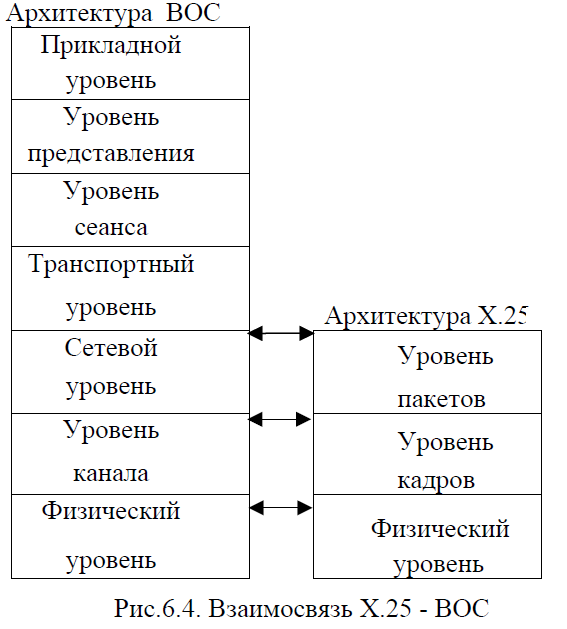 Архитектура ВОС
Прикладной
уровень
Уровень
представления
Уровень
сеанса
Транспортный
уровень
Сетевой
уровень
Уровень
канала
Физический
уровень
Архитектура X.25
Уровень
пакетов
Уровень
кадров
Физический
уровень
Рис.6.4. Взаимосвязь X.25 - ВОС